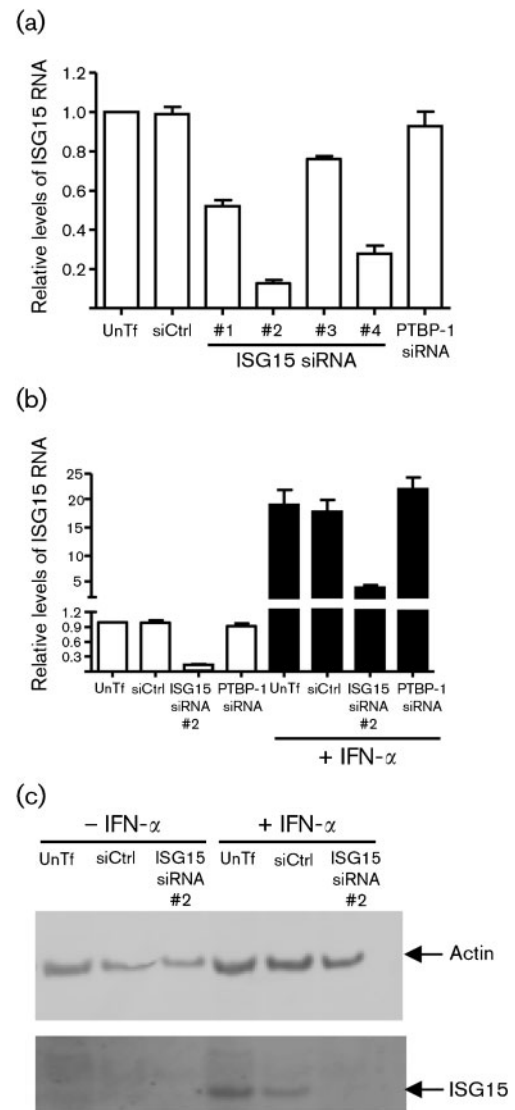 (a)
Relative levels of ISG15 RNA
1.2
1.0
0.8
0.6
0.4
0.2
UnTf siCtrl #1 #2 #3 #4 PTBP-1
siRNA
ISG15 siRNA
(b)
Relative levels of ISG15 RNA
25
20
15
10
5
1.2
0.9
0.6
0.3
UnTf siCtrl ISG15 PTBP-1 UnTf siCtrl ISG15 PTBP-1
siRNA siRNA siRNA siRNA
#2 #2
+ IFN-α
(c)
– IFN-α + IFN-α
UnTf siCtrl ISG15 UnTf siCtrl ISG15
siRNA siRNA
#2 #2
Actin
ISG15